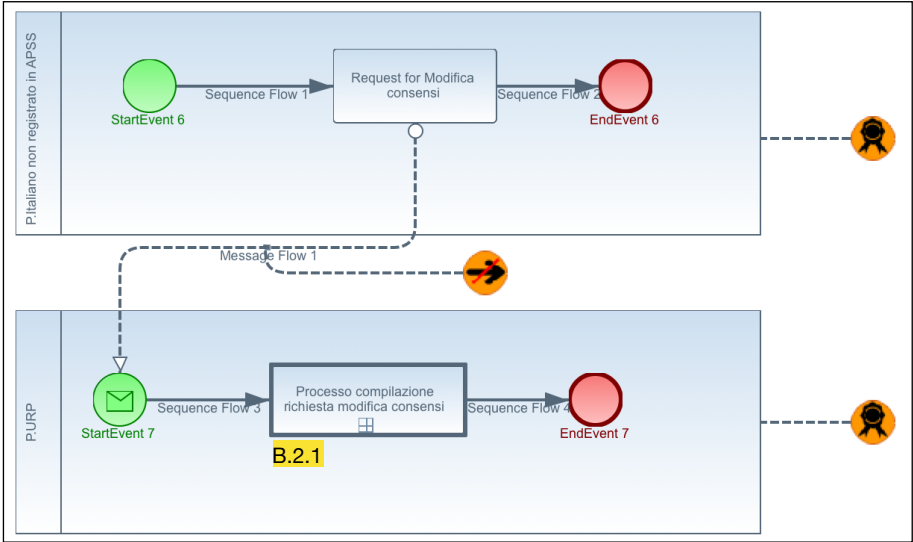 P.Italiano non registrato in APSS
Sequence Flow 1
Request for Modifica
consensi
Sequence Flow 2
StartEvent 6
EndEvent 6
Message Flow 1
P.URP
Sequence Flow 3
Processo compilazione
richiesta modifica consensi
Sequence Flow 4
StartEvent 7
EndEvent 7
B.2.1